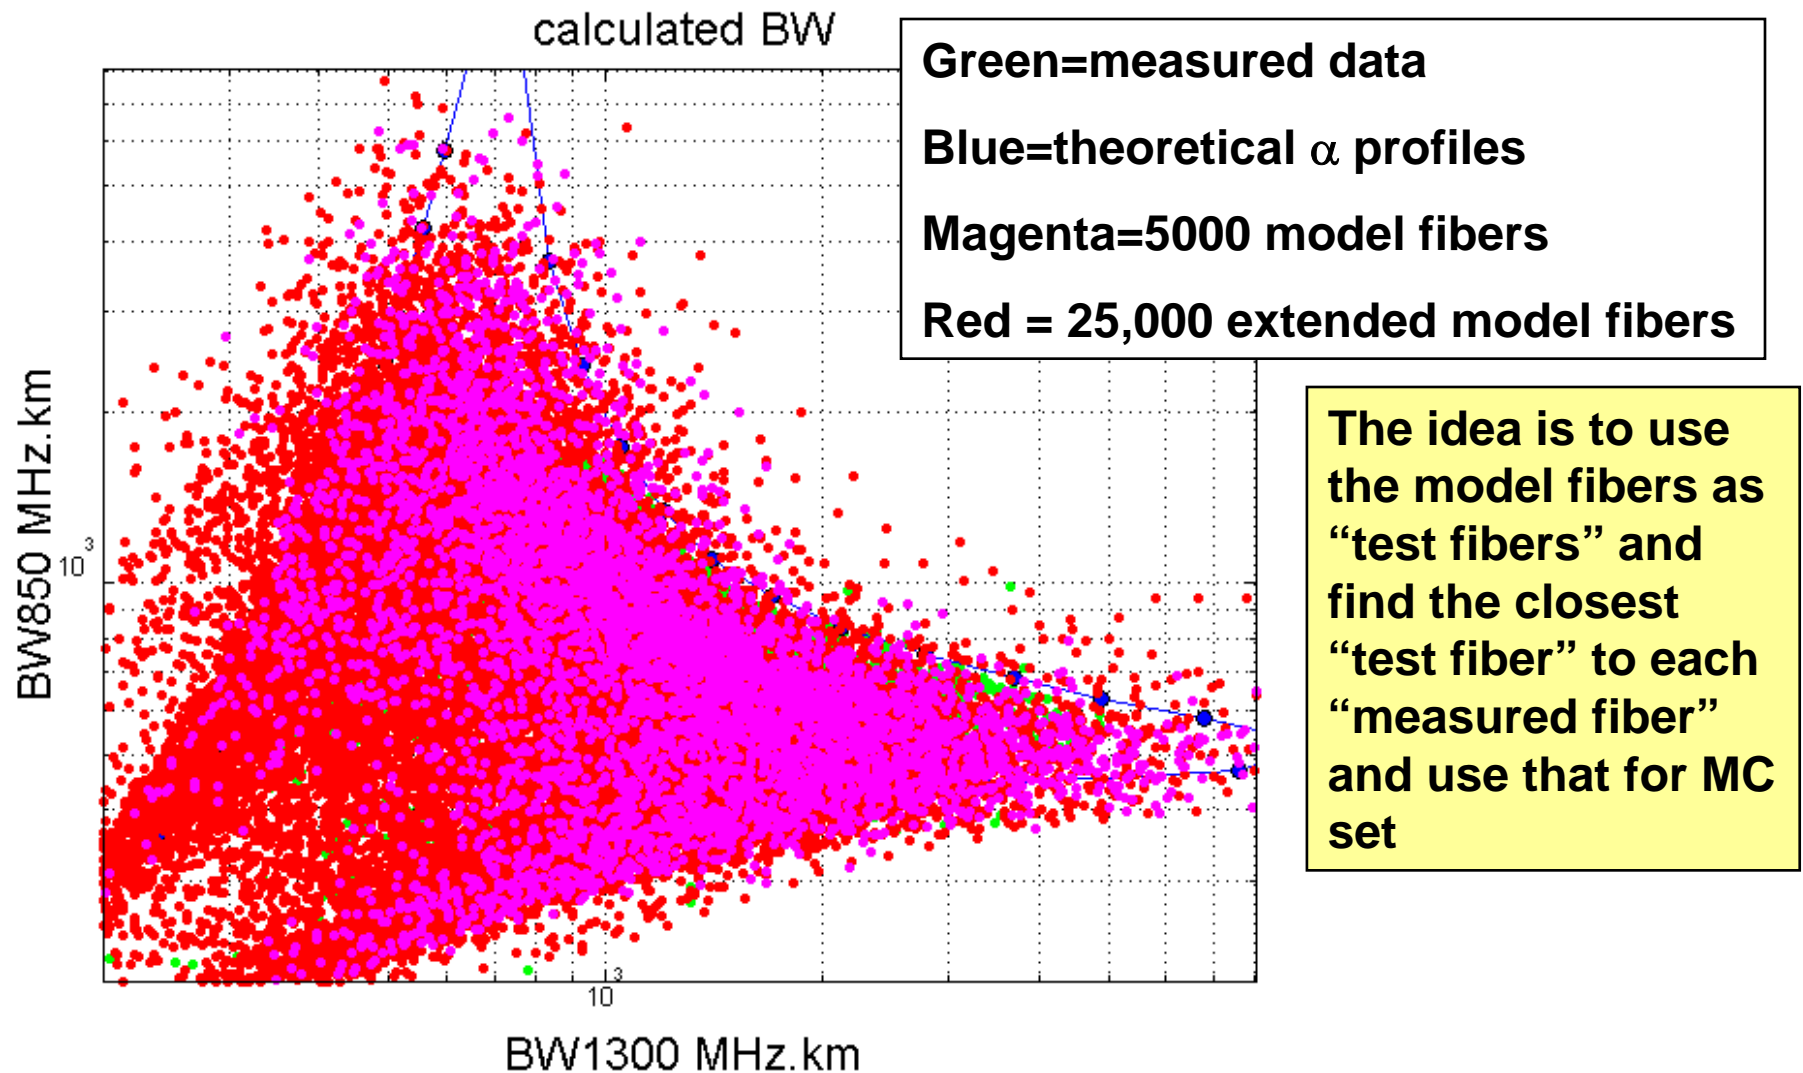 calculated BW
Green=measured data
Blue=theoretical α profiles
Magenta=5000 model fibers
Red = 25,000 extended model fibers
The idea is to use
the model fibers as
“test fibers” and
find the closest
“test fiber” to each
“measured fiber”
and use that for MC
set
BW850 MHz.km
10³
10³
BW1300 MHz.km